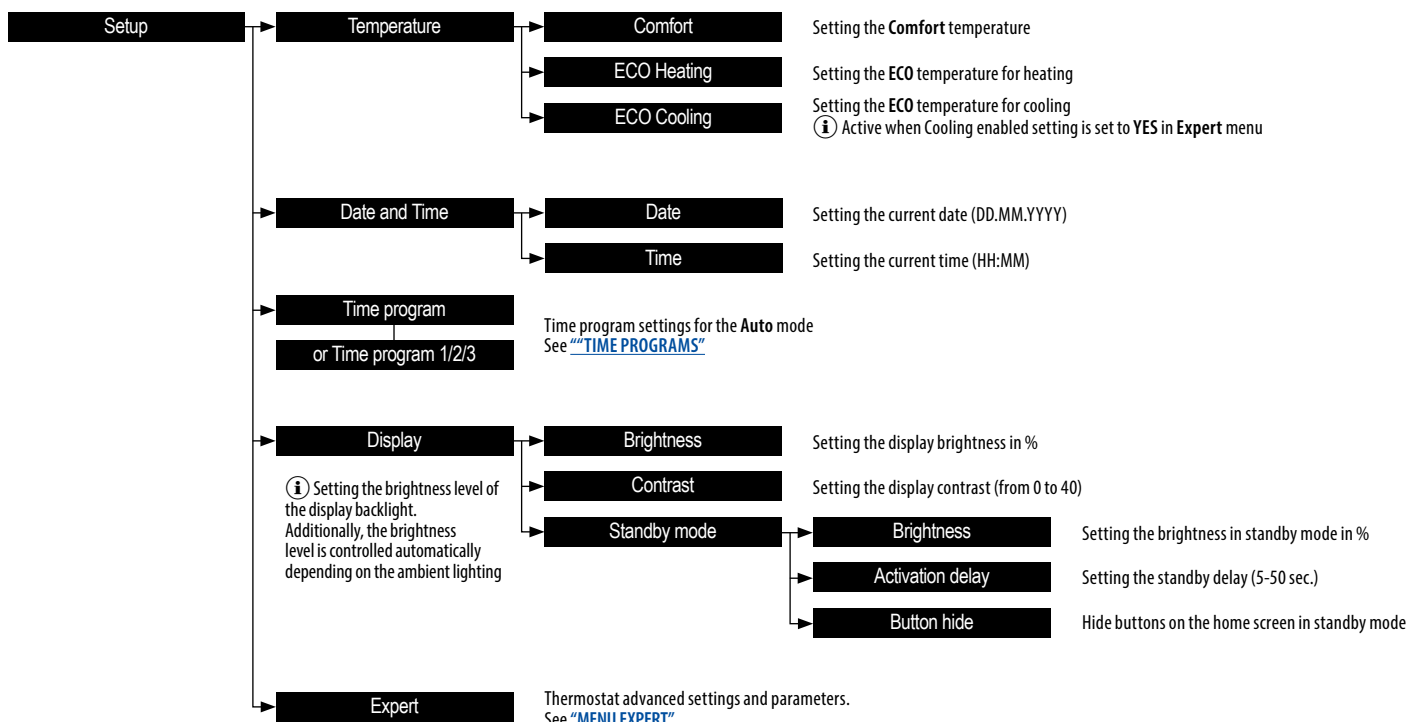 Setup
Temperature
Comfort
Setting the Comfort temperature
ECO Heating
Setting the ECO temperature for heating
ECO Cooling
Setting the ECO temperature for cooling
i Active when Cooling enabled setting is set to YES in Expert menu
Date and Time
Date
Setting the current date (DD.MM.YYYY)
Time
Setting the current time (HH:MM)
Time program
or Time program 1/2/3
Time program settings for the Auto mode
See ““TIME PROGRAMS”
Display
i Setting the brightness level of
the display backlight.
Additionally, the brightness
level is controlled automatically
depending on the ambient lighting
Brightness
Setting the display brightness in %
Contrast
Setting the display contrast (from 0 to 40)
Standby mode
Brightness
Setting the brightness in standby mode in %
Activation delay
Setting the standby delay (5-50 sec.)
Button hide
Hide buttons on the home screen in standby mode
Expert
Thermostat advanced settings and parameters.
See “MENU EXPERT”